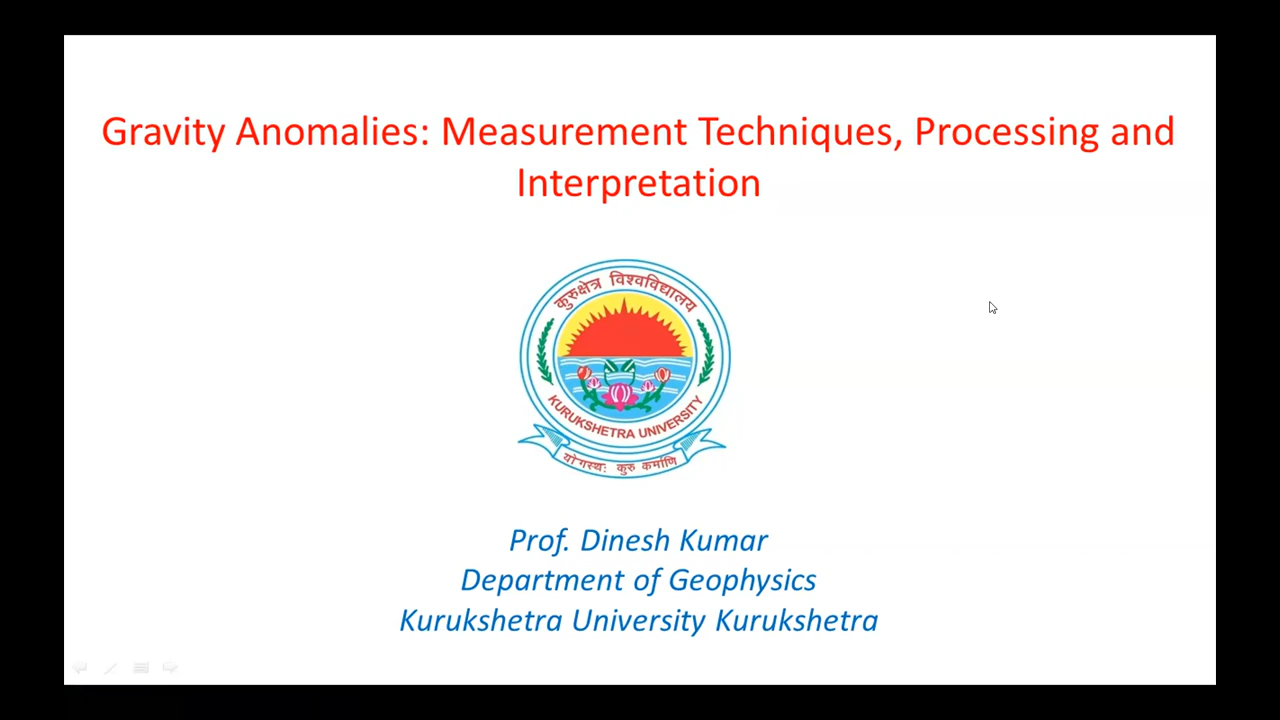 Gravity Anomalies: Measurement Techniques, Processing and
Interpretation
कुरुक्षेत्र विश्वविद्यालय
KURUKSHETRA UNIVERSITY
योगस्थः कुरु कर्माणि
Prof. Dinesh Kumar
Department of Geophysics
Kurukshetra University Kurukshetra